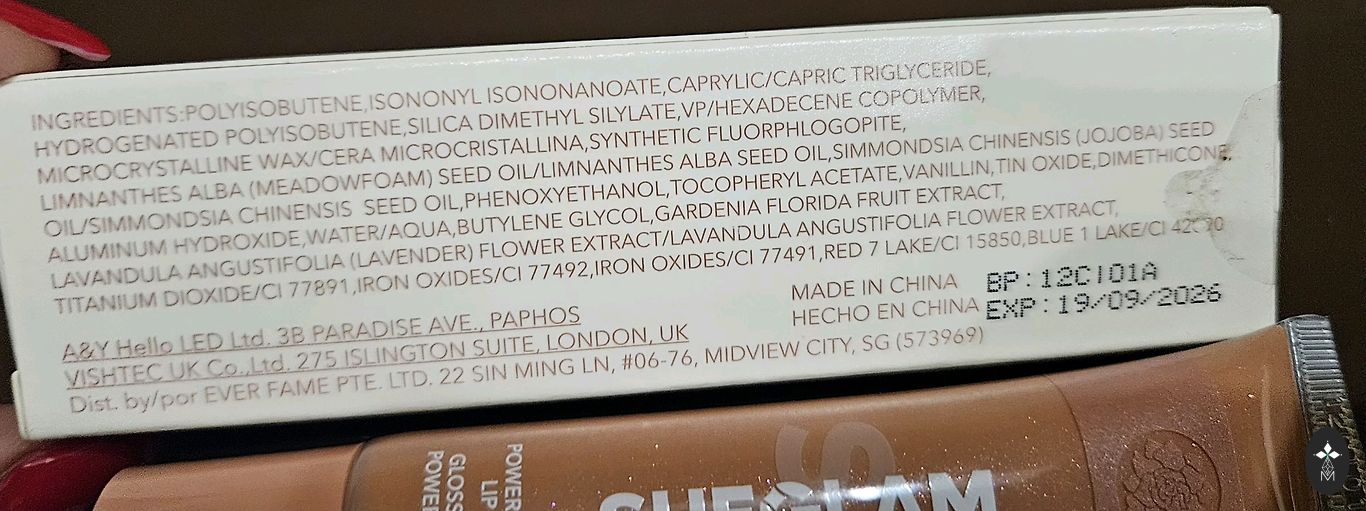 INGREDIENTS:POLYISOBUTENE,ISONONYL ISONONANOATE,CAPRYLIC/CAPRIC TRIGLYCERIDE,
HYDROGENATED POLYISOBUTENE,SILICA DIMETHYL SILYLATE,VP/HEXADECENE COPOLYMER,
MICROCRYSTALLINE WAX/CERA MICROCRISTALLINA,SYNTHETIC FLUORPHLOGOPITE,
LIMNANTHES ALBA (MEADOWFOAM) SEED OIL/LIMNANTHES ALBA SEED OIL,SIMMONDSIA CHINENSIS (JOJOBA) SEED
OIL/SIMMONDSIA CHINENSIS SEED OIL,PHENOXYETHANOL,TOCOPHERYL ACETATE,VANILLIN,TIN OXIDE,DIMETHICONE,
ALUMINUM HYDROXIDE,WATER/AQUA,BUTYLENE GLYCOL,GARDENIA FLORIDA FRUIT EXTRACT,
LAVANDULA ANGUSTIFOLIA (LAVENDER) FLOWER EXTRACT/LAVANDULA ANGUSTIFOLIA FLOWER EXTRACT,
TITANIUM DIOXIDE/CI 77891,IRON OXIDES/CI 77492,IRON OXIDES/CI 77491,RED 7 LAKE/CI 15850,BLUE 1 LAKE/CI
MADE IN CHINA
HECHO EN CHINA
BP:12CI01A
EXP:19/09/2026
A&Y Hello LED Ltd. 3B PARADISE AVE., PAPHOS
VISHTEC UK Co.,Ltd. 275 ISLINGTON SUITE, LONDON, UK
Dist. by/por EVER FAME PTE. LTD. 22 SIN MING LN, #06-76, MIDVIEW CITY, SG (573969)
SHEGLAM
POWER
LIP
GLOSS